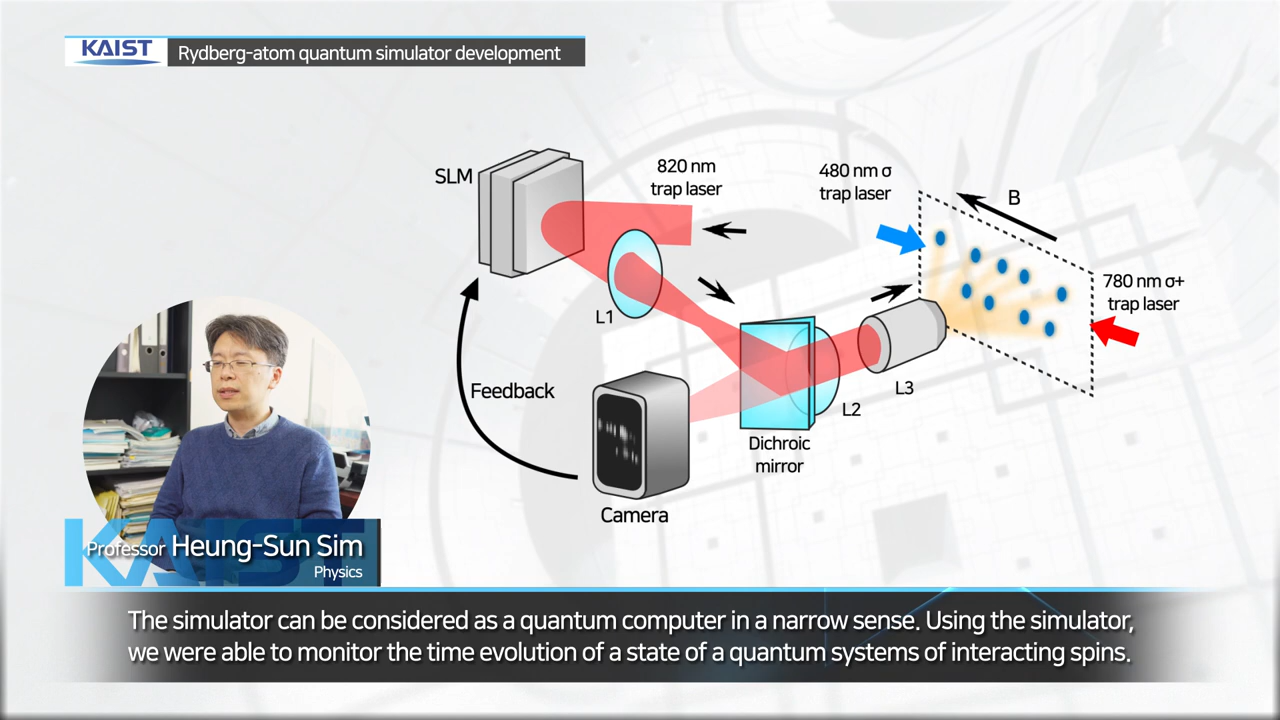 KAIST
Rydberg-atom quantum simulator development
SLM
820 nm
trap laser
480 nm σ
trap laser
B
780 nm σ+
trap laser
L1
Feedback
L3
L2
Dichroic
mirror
Camera
KAIST
Professor Heung-Sun Sim
Physics
The simulator can be considered as a quantum computer in a narrow sense. Using the simulator,
we were able to monitor the time evolution of a state of a quantum systems of interacting spins.